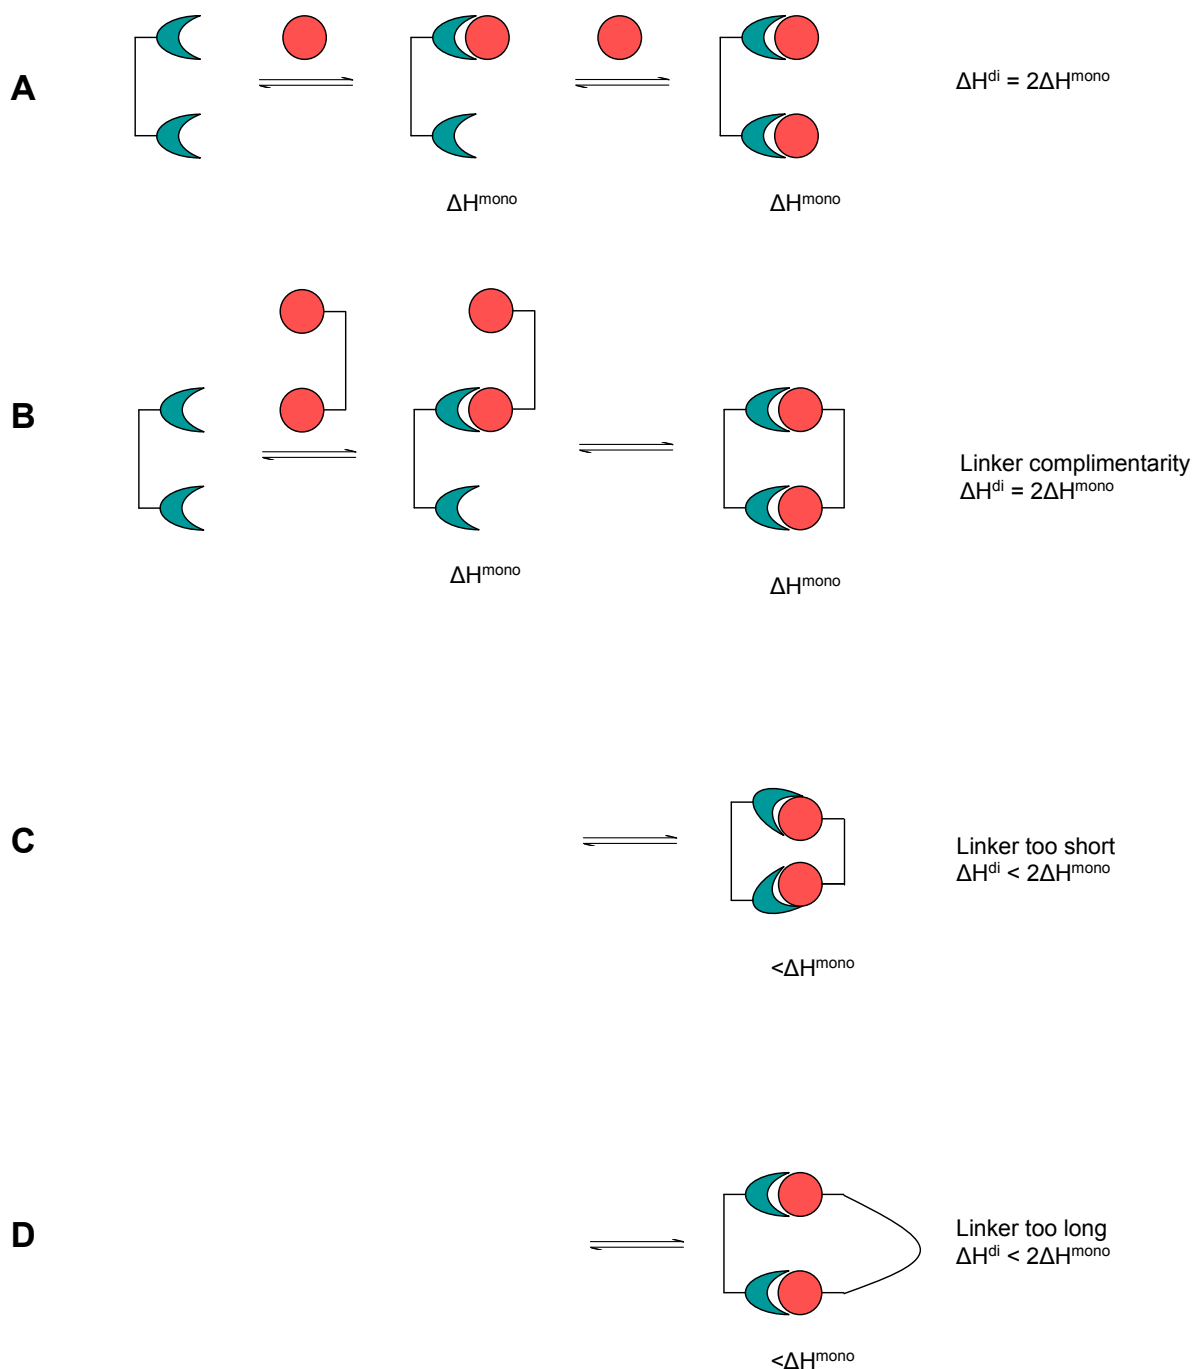 A
ΔHᵈⁱ = 2ΔHᵐᵒⁿᵒ
ΔHᵐᵒⁿᵒ
ΔHᵐᵒⁿᵒ
B
Linker complimentarity
ΔHᵈⁱ = 2ΔHᵐᵒⁿᵒ
ΔHᵐᵒⁿᵒ
ΔHᵐᵒⁿᵒ
C
Linker too short
ΔHᵈⁱ < 2ΔHᵐᵒⁿᵒ
<ΔHᵐᵒⁿᵒ
D
Linker too long
ΔHᵈⁱ < 2ΔHᵐᵒⁿᵒ
<ΔHᵐᵒⁿᵒ